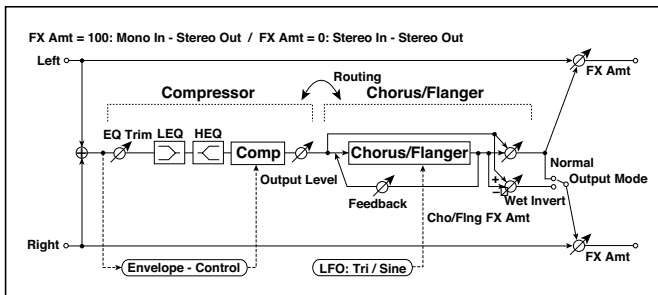 FX Amt = 100: Mono In - Stereo Out / FX Amt = 0: Stereo In - Stereo Out
Left
FX Amt
Routing
Compressor
Chorus/Flanger
EQ Trim
LEQ
HEQ
Comp
Chorus/Flanger
Output Level
Normal
Output Mode
+
−
Wet Invert
Feedback
Cho/Flng FX Amt
Right
FX Amt
Envelope - Control
LFO: Tri / Sine